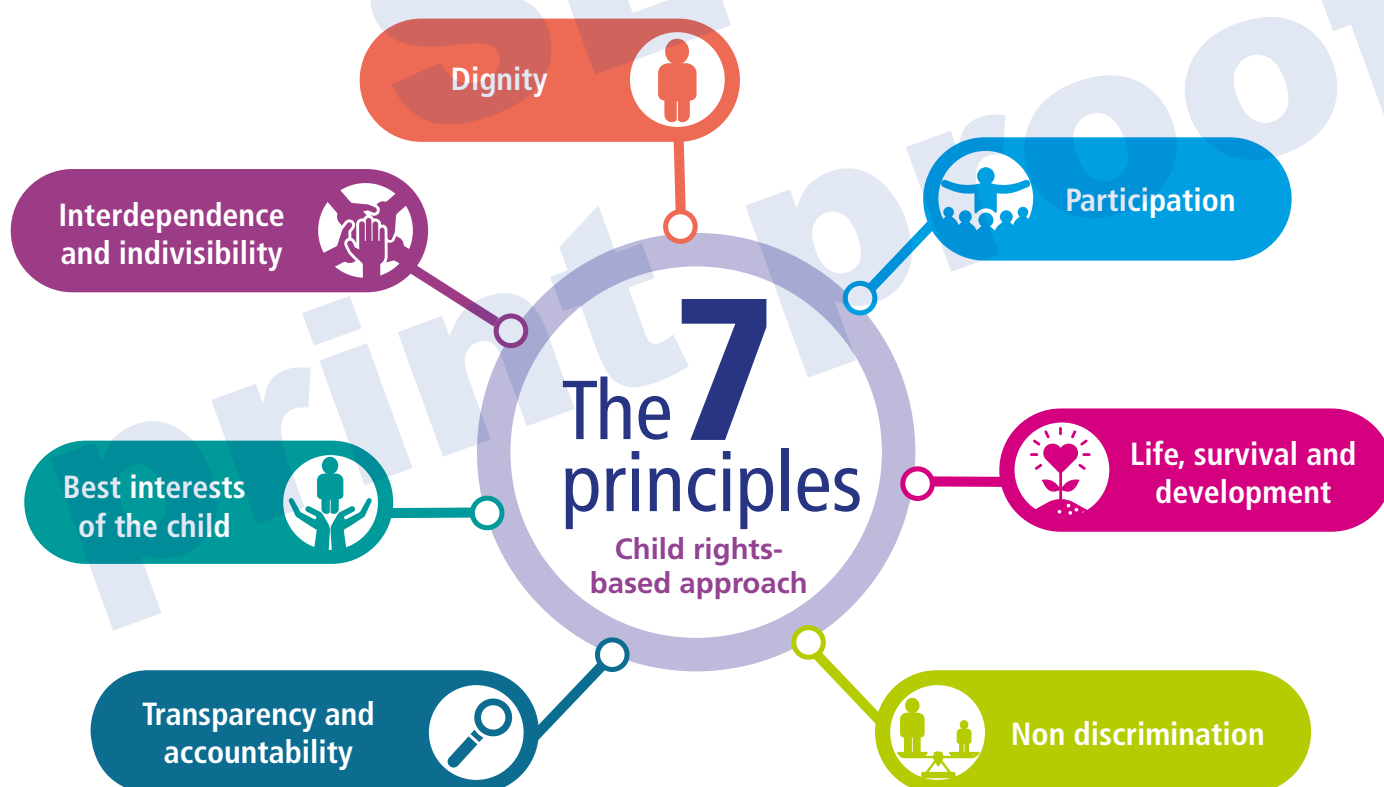 Dignity
Participation
Interdependence
and indivisibility
The 7
principles
Child rights-
based approach
Life, survival and
development
Best interests
of the child
Transparency and
accountability
Non discrimination
print proof